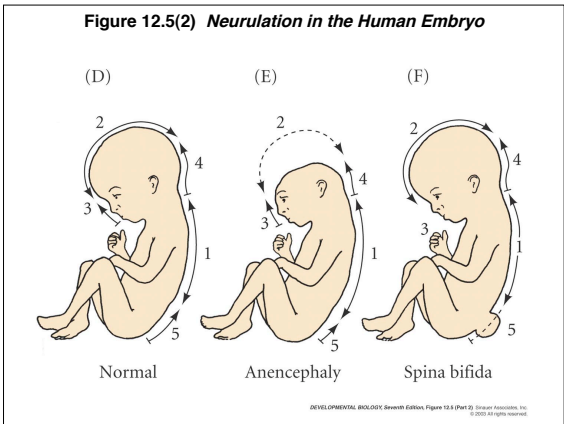 Figure 12.5(2) Neurulation in the Human Embryo
(D) (E) (F)
2 2 2
4 4 4
3 3 3
1 1 1
5 5 5
Normal Anencephaly Spina bifida
DEVELOPMENTAL BIOLOGY, Seventh Edition, Figure 12.5 (Part 2) Sinauer Associates, Inc.
© 2003 All rights reserved.